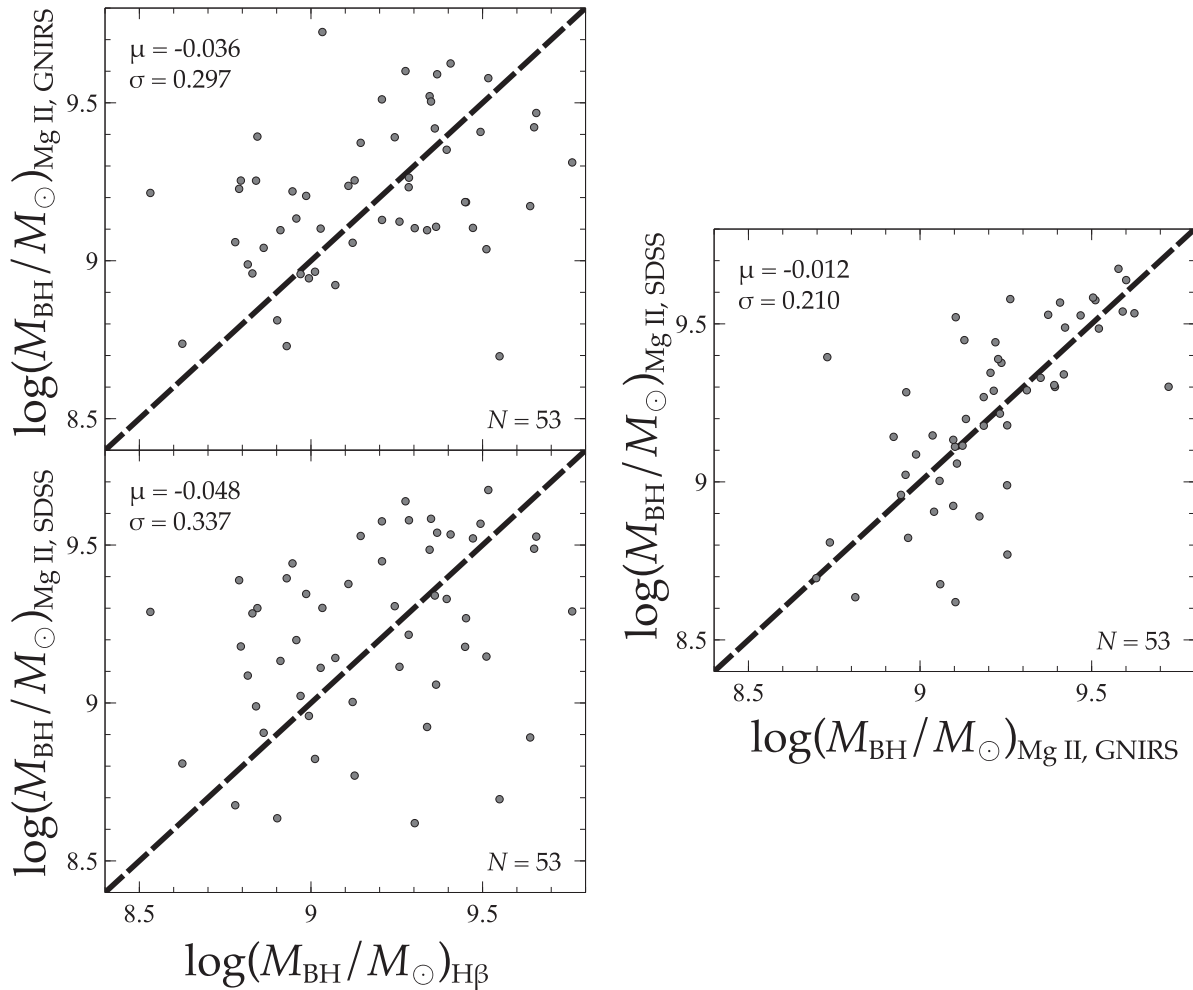 μ = -0.036
σ = 0.297
N = 53
log(M_BH/M_⊙)_Mg II, GNIRS
9.5
9
8.5
μ = -0.048
σ = 0.337
N = 53
log(M_BH/M_⊙)_Mg II, SDSS
9.5
9
8.5
8.5 9 9.5
log(M_BH/M_⊙)_Hβ
μ = -0.012
σ = 0.210
N = 53
log(M_BH/M_⊙)_Mg II, SDSS
9.5
9
8.5
8.5 9 9.5
log(M_BH/M_⊙)_Mg II, GNIRS